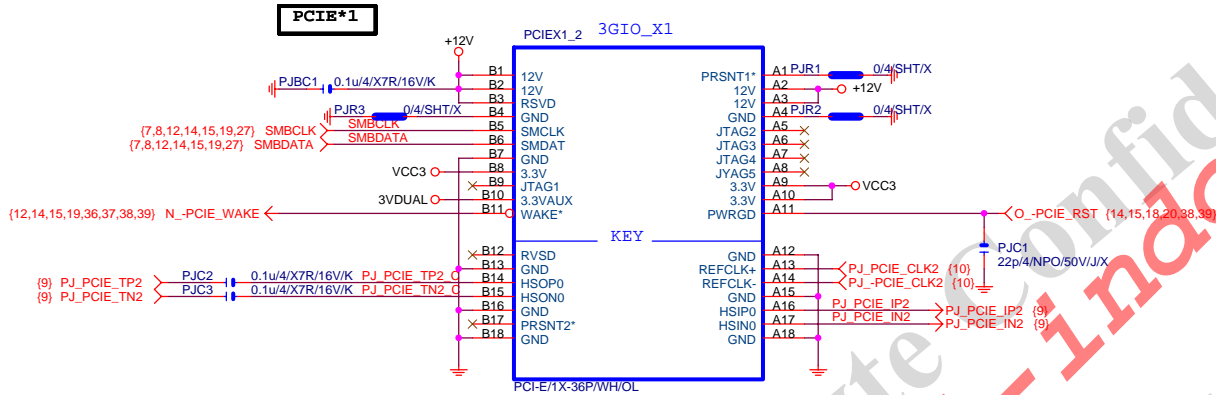 PCIE*1
PCIEX1_2 3GIO_X1
+12V
PJBC1 0.1u/4/X7R/16V/K
PJR3 0/4/SHT/X
{7,8,12,14,15,19,27} SMBCLK SMBCLK
{7,8,12,14,15,19,27} SMBDATA SMBDATA
VCC3
3VDUAL
{12,14,15,19,36,37,38,39} N_-PCIE_WAKE
{9} PJ_PCIE_TP2 PJC2 0.1u/4/X7R/16V/K PJ_PCIE_TP2_C
{9} PJ_PCIE_TN2 PJC3 0.1u/4/X7R/16V/K PJ_PCIE_TN2_C
B1 12V
B2 12V
B3 RSVD
B4 GND
B5 SMCLK
B6 SMDAT
B7 GND
B8 3.3V
B9 JTAG1
B10 3.3VAUX
B11 WAKE*
KEY
B12 RVSD
B13 GND
B14 HSOP0
B15 HSON0
B16 GND
B17 PRSNT2*
B18 GND
PRSNT1* A1
12V A2
12V A3
GND A4
JTAG2 A5
JTAG3 A6
JTAG4 A7
JYAG5 A8
3.3V A9
3.3V A10
PWRGD A11
GND A12
REFCLK+ A13
REFCLK- A14
GND A15
HSIP0 A16
HSIN0 A17
GND A18
PJR1 0/4/SHT/X
+12V
PJR2 0/4/SHT/X
VCC3
O_-PCIE_RST {14,15,18,20,38,39}
PJC1
22p/4/NPO/50V/J/X
PJ_PCIE_CLK2 {10}
PJ_-PCIE_CLK2 {10}
PJ_PCIE_IP2 PJ_PCIE_IP2 {9}
PJ_PCIE_IN2 PJ_PCIE_IN2 {9}
PCI-E/1X-36P/WH/OL